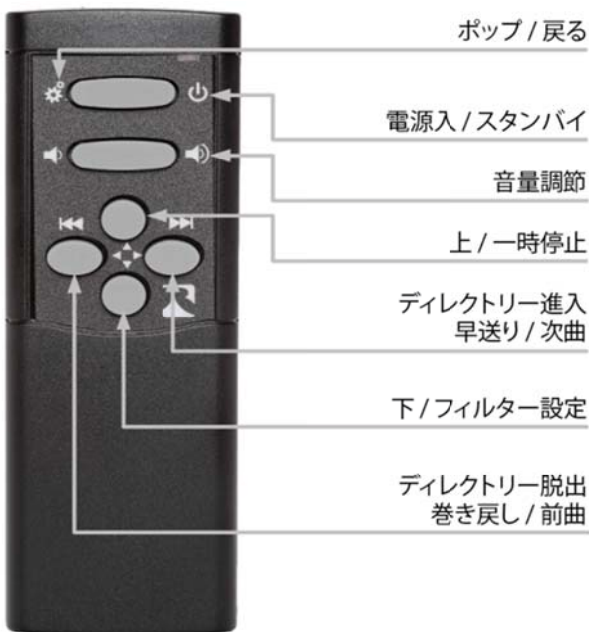 ポップ / 戻る
電源入 / スタンバイ
音量調節
上 / 一時停止
ディレクトリー進入
早送り / 次曲
下 / フィルター設定
ディレクトリー脱出
巻き戻し / 前曲